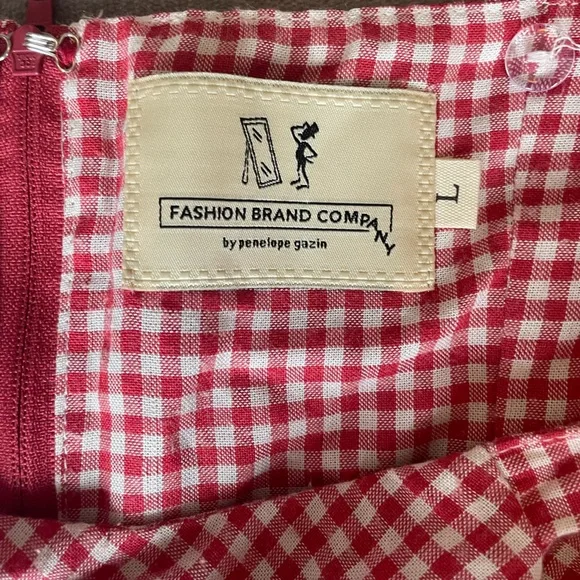 FASHION BRAND COMPANY
by penelope gazin
L